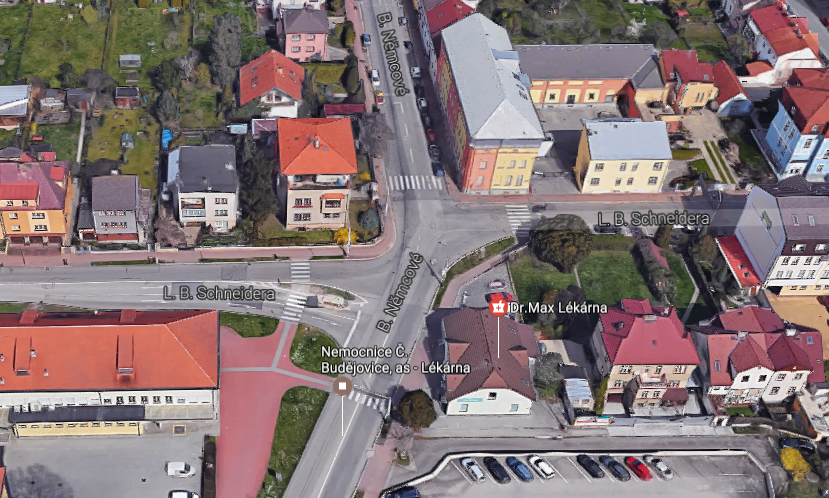 B. Němcové
L. B. Schneidera
B. Němcové
L. B. Schneidera
Dr.Max Lékárna
Nemocnice Č.
Budějovice, as - Lékárna